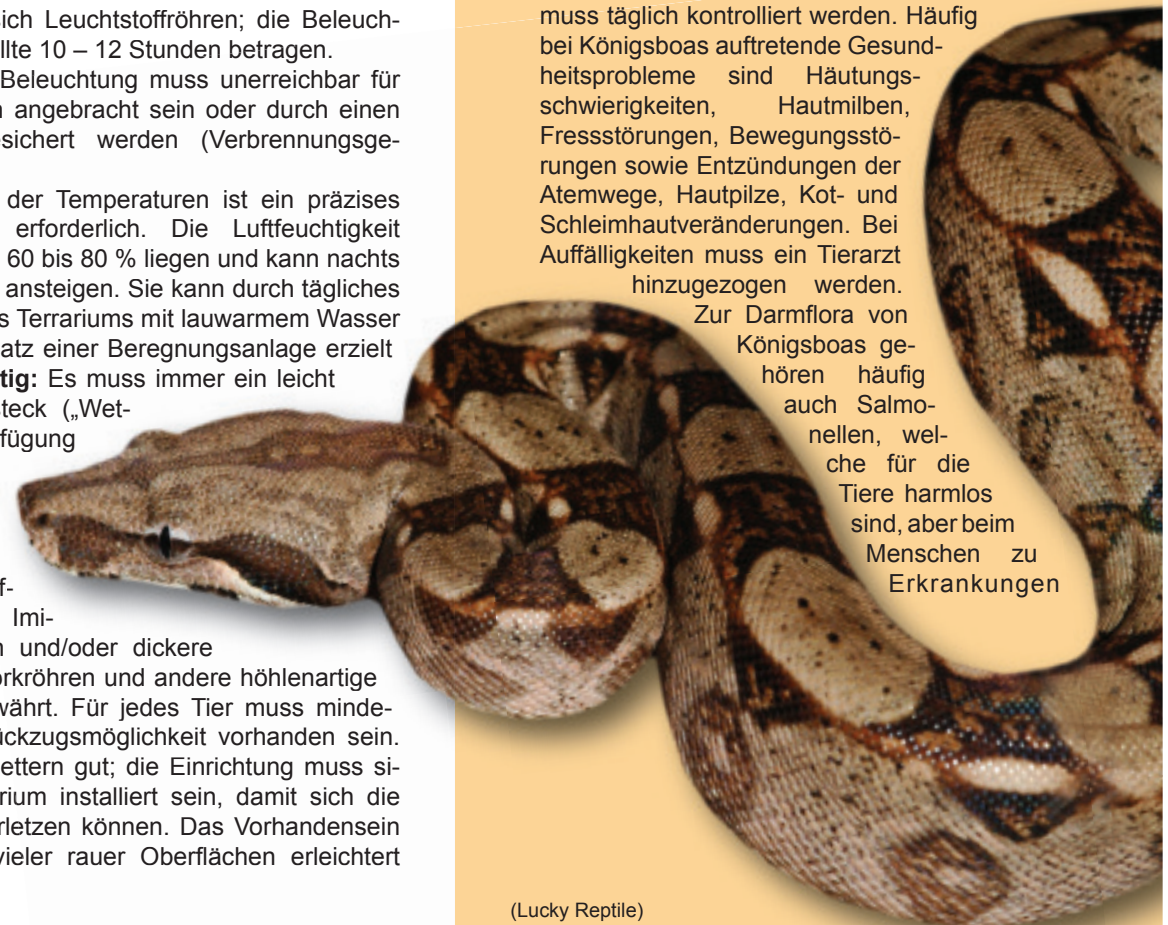 sich Leuchtstoffröhren; die Beleuch-
llte 10 – 12 Stunden betragen.
Beleuchtung muss unerreichbar für
angebracht sein oder durch einen
sichert werden (Verbrennungsge-
der Temperaturen ist ein präzises
erforderlich. Die Luftfeuchtigkeit
60 bis 80 % liegen und kann nachts
ansteigen. Sie kann durch tägliches
s Terrariums mit lauwarmem Wasser
atz einer Beregnungsanlage erzielt
tig: Es muss immer ein leicht
steck („Wet-
fügung
f-
Imi-
n und/oder dickere
orkröhren und andere höhlenartige
währt. Für jedes Tier muss minde-
ückzugsmöglichkeit vorhanden sein.
ettern gut; die Einrichtung muss si-
rium installiert sein, damit sich die
rletzen können. Das Vorhandensein
vieler rauer Oberflächen erleichtert
muss täglich kontrolliert werden. Häufig
bei Königsboas auftretende Gesund-
heitsprobleme sind Häutungs-
schwierigkeiten, Hautmilben,
Fressstörungen, Bewegungsstö-
rungen sowie Entzündungen der
Atemwege, Hautpilze, Kot- und
Schleimhautveränderungen. Bei
Auffälligkeiten muss ein Tierarzt
hinzugezogen werden.
Zur Darmflora von
Königsboas ge-
hören häufig
auch Salmo-
nellen, wel-
che für die
Tiere harmlos
sind, aber beim
Menschen zu
Erkrankungen
(Lucky Reptile)